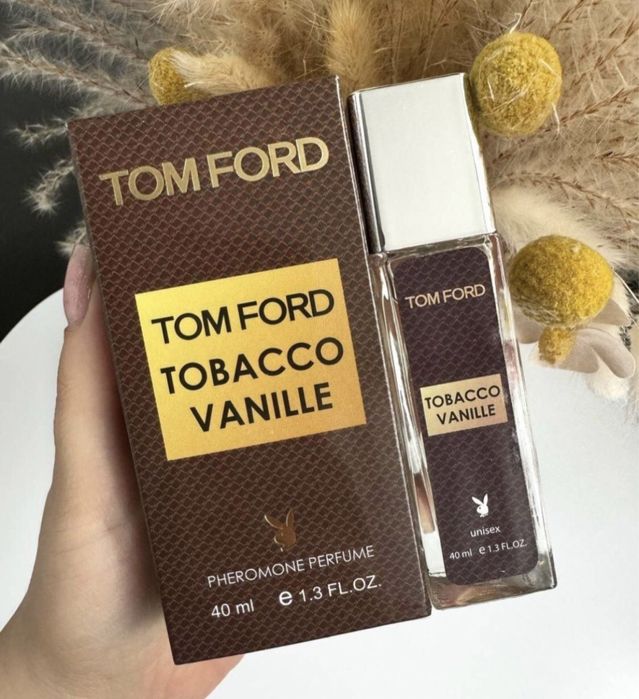 TOM FORD
TOM FORD
TOBACCO
VANILLE
PHEROMONE PERFUME
40 ml e 1.3 FL.OZ.
TOM FORD
TOBACCO
VANILLE
unisex
40 ml e 1.3 FL.OZ.